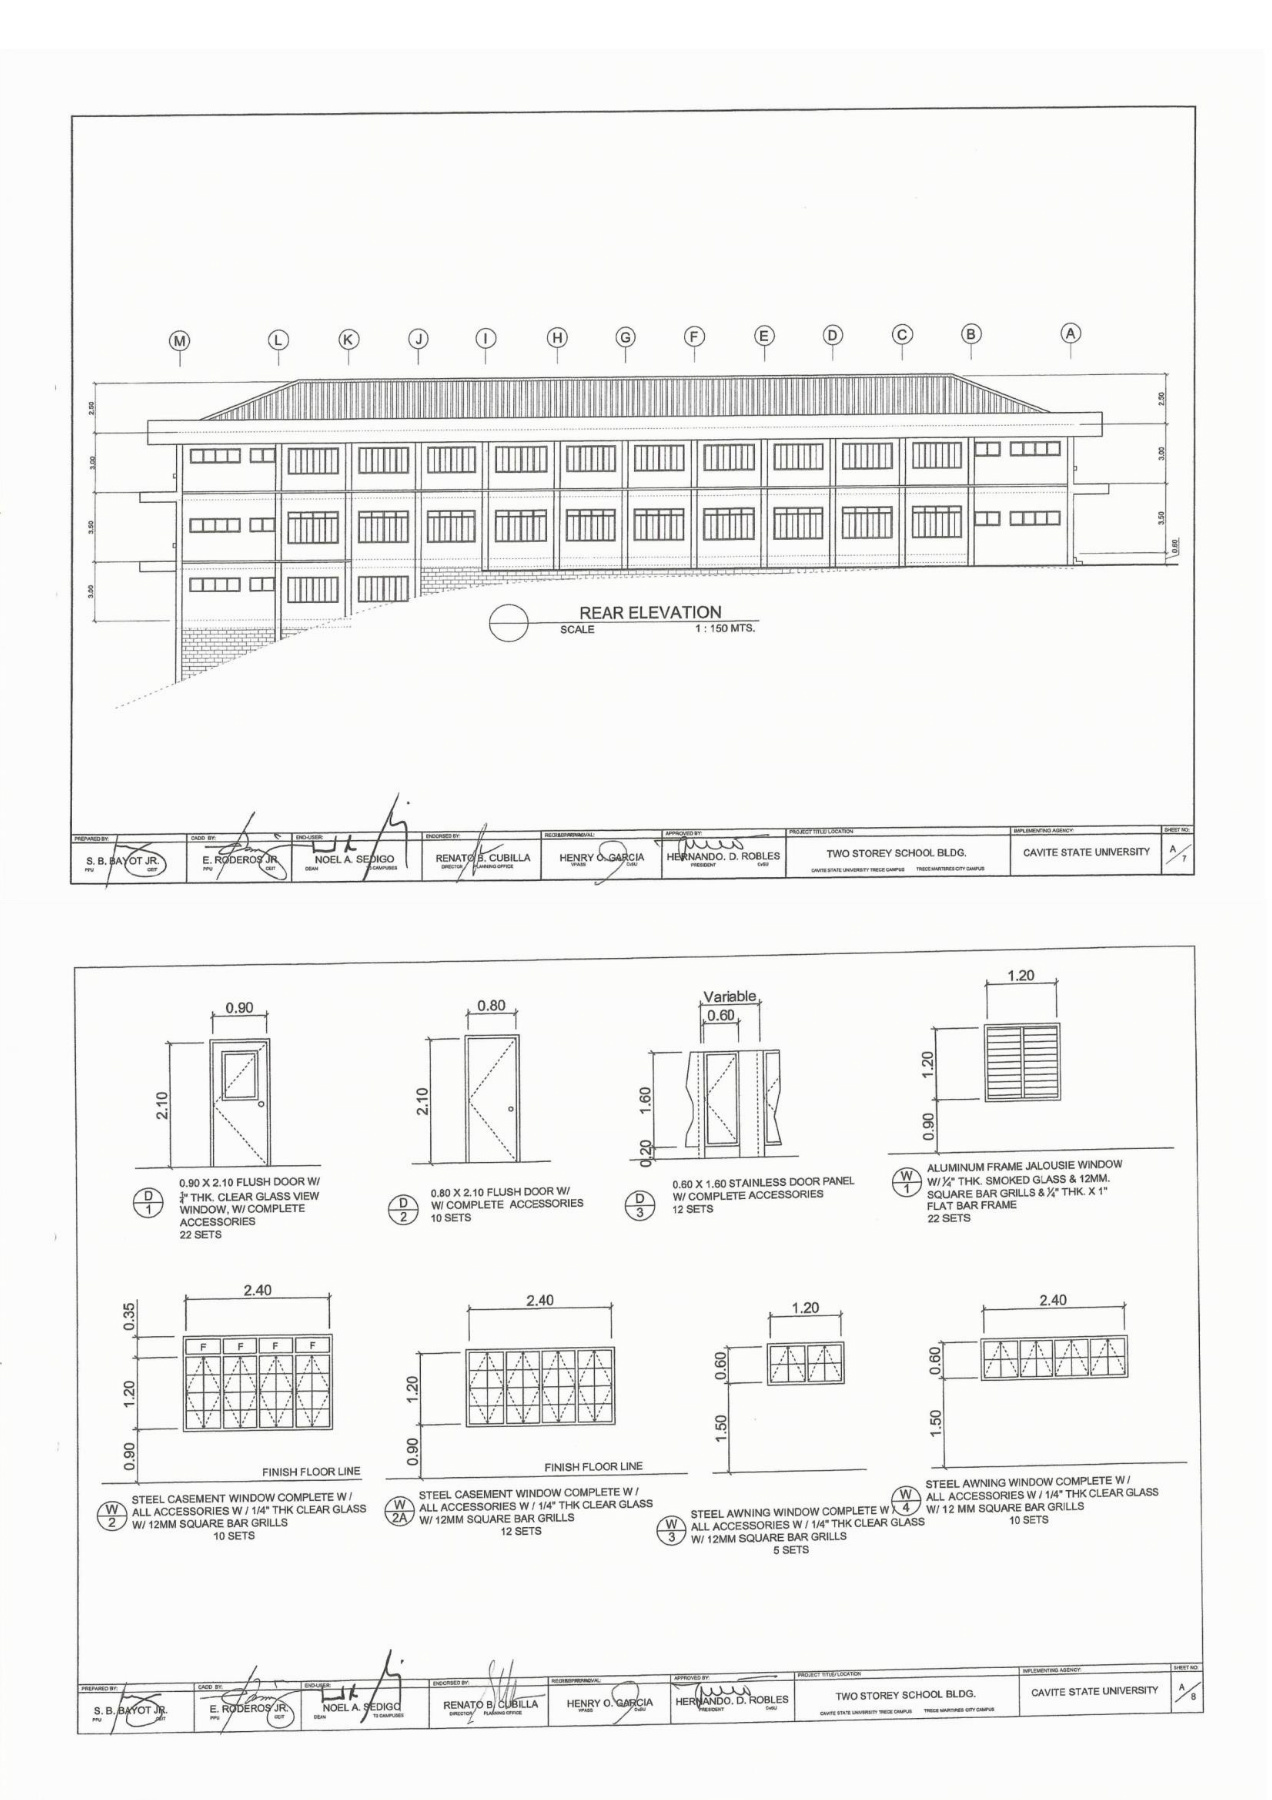 M L K J I H G F E D C B A
2.50
3.00
3.50
3.00
2.50
3.00
3.50
0.60
REAR ELEVATION
SCALE 1 : 150 MTS.
PREPARED BY: CADD BY: END-USER: ENDORSED BY: APPROVED BY: PROJECT TITLE/ LOCATION IMPLEMENTING AGENCY: SHEET NO.
S. B. BAYOT JR. E. RODEROS JR. NOEL A. SEDIGO RENATO B. CUBILLA HENRY O. GARCIA HERNANDO. D. ROBLES TWO STOREY SCHOOL BLDG. CAVITE STATE UNIVERSITY A/7
PPU CEIT PPU CEIT DEAN TO CAMPUSES DIRECTOR PLANNING OFFICE VPASS CvSU PRESIDENT CvSU CAVITE STATE UNIVERSITY TRECE CAMPUS TRECE MARTIRES CITY CAMPUS
0.90
2.10
D
1
0.90 X 2.10 FLUSH DOOR W/
THK. CLEAR GLASS VIEW
WINDOW, W/ COMPLETE
ACCESSORIES
22 SETS
0.80
2.10
D
2
0.80 X 2.10 FLUSH DOOR W/
W/ COMPLETE ACCESSORIES
10 SETS
Variable
0.60
1.60
0.20
D
3
0.60 X 1.60 STAINLESS DOOR PANEL
W/ COMPLETE ACCESSORIES
12 SETS
1.20
1.20
0.90
W
1
ALUMINUM FRAME JALOUSIE WINDOW
W/ ¼" THK. SMOKED GLASS & 12MM.
SQUARE BAR GRILLS & ¼" THK. X 1"
FLAT BAR FRAME
22 SETS
2.40
0.35
1.20
0.90
F F F F
FINISH FLOOR LINE
W
2
STEEL CASEMENT WINDOW COMPLETE W /
ALL ACCESSORIES W / 1/4" THK CLEAR GLASS
W/ 12MM SQUARE BAR GRILLS
10 SETS
2.40
1.20
0.90
FINISH FLOOR LINE
W
2A
STEEL CASEMENT WINDOW COMPLETE W /
ALL ACCESSORIES W / 1/4" THK CLEAR GLASS
W/ 12MM SQUARE BAR GRILLS
12 SETS
1.20
0.60
1.50
W
3
STEEL AWNING WINDOW COMPLETE W /
ALL ACCESSORIES W / 1/4" THK CLEAR GLASS
W/ 12MM SQUARE BAR GRILLS
5 SETS
2.40
0.60
1.50
W
4
STEEL AWNING WINDOW COMPLETE W /
ALL ACCESSORIES W / 1/4" THK CLEAR GLASS
W/ 12 MM SQUARE BAR GRILLS
10 SETS
PREPARED BY: CADD BY: END-USER: ENDORSED BY: APPROVED BY: PROJECT TITLE/ LOCATION IMPLEMENTING AGENCY: SHEET NO.
S. B. BAYOT JR. E. RODEROS JR. NOEL A. SEDIGO RENATO B. CUBILLA HENRY O. GARCIA HERNANDO. D. ROBLES TWO STOREY SCHOOL BLDG. CAVITE STATE UNIVERSITY A/8
PPU CEIT PPU CEIT DEAN TO CAMPUSES DIRECTOR PLANNING OFFICE VPASS CvSU PRESIDENT CvSU CAVITE STATE UNIVERSITY TRECE CAMPUS TRECE MARTIRES CITY CAMPUS